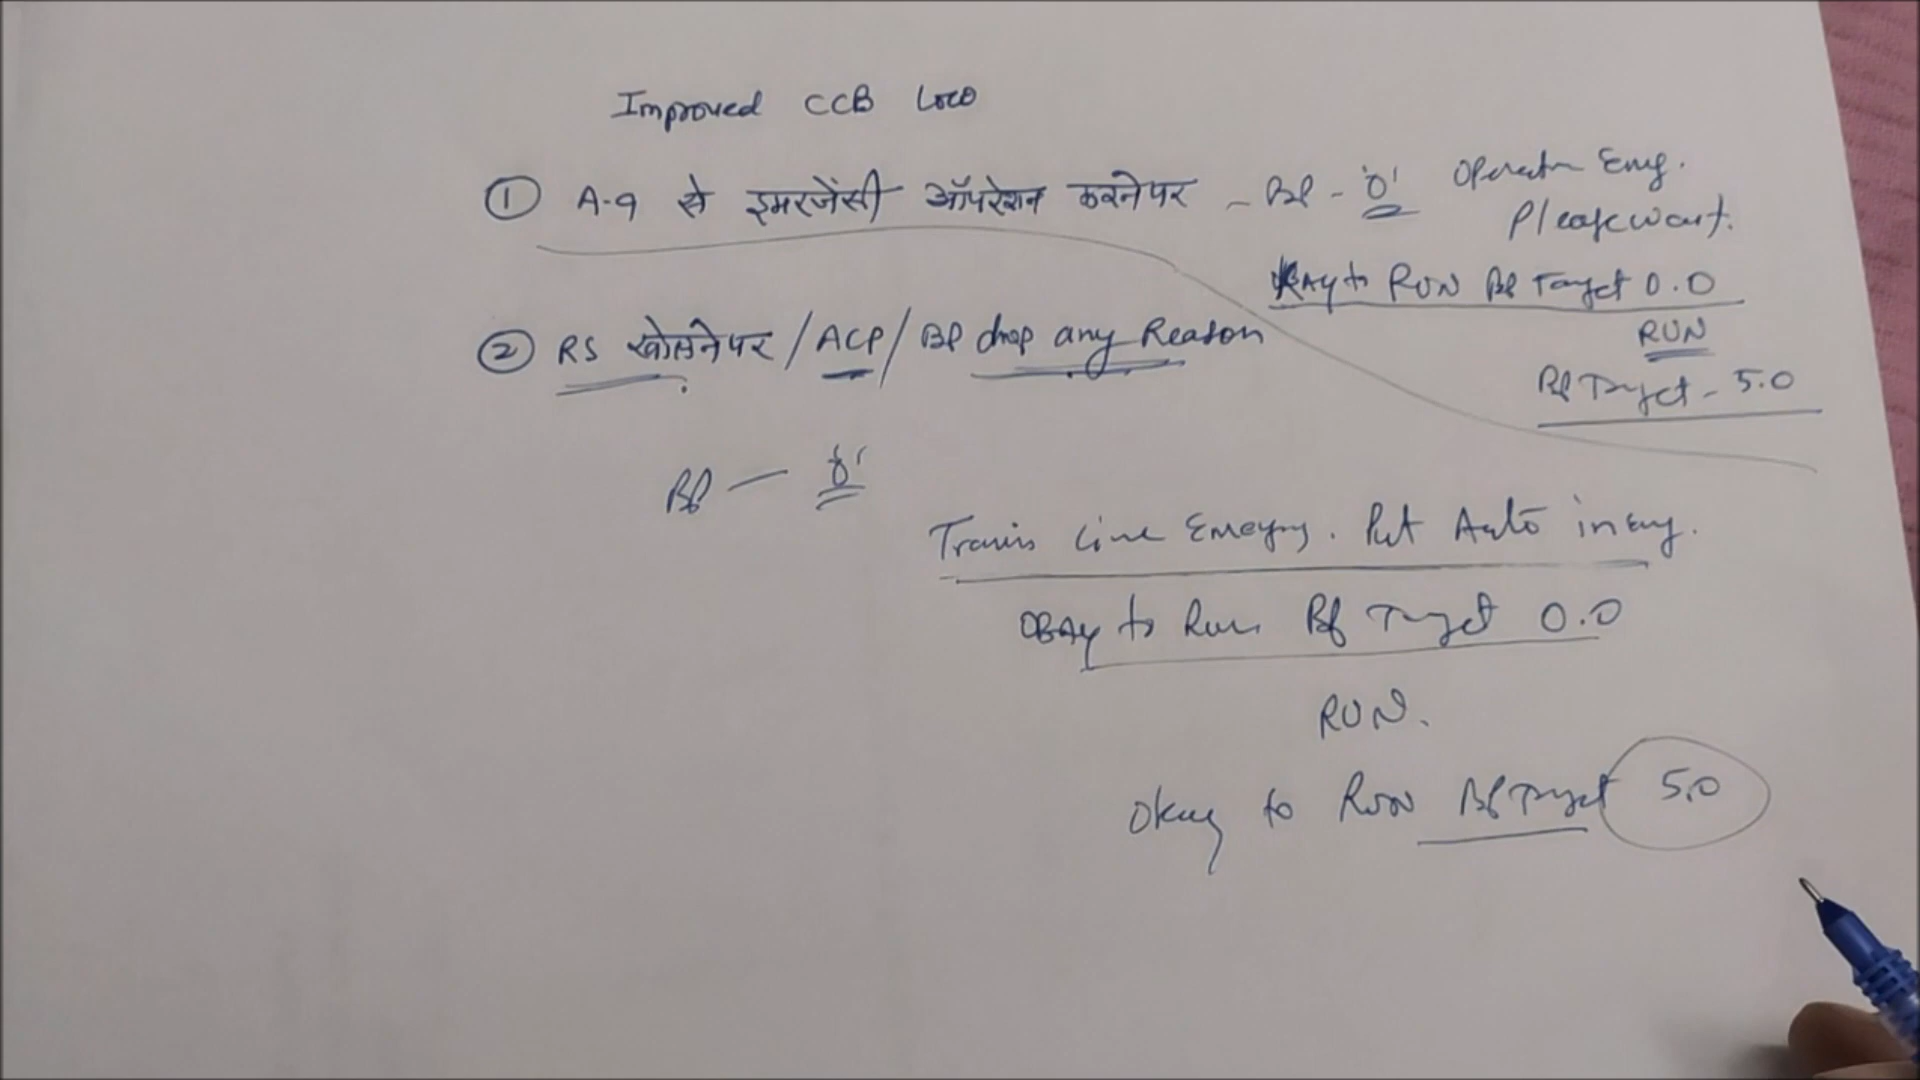 Improved CCB Loco
① A-9 से इमरजेंसी ऑपरेशन करनेपर - BP - '0' Operator Emg.
Please wait.
OKAY to RUN BP Target 0.0
RUN
BP Target - 5.0
② RS खोलनेपर / ACP / BP drop any Reason
BP - '0'
Train Line Emergy. Put Auto in emg.
OKAy to Run BP Target 0.0
RUN.
Okay to Run BP Target 5.0